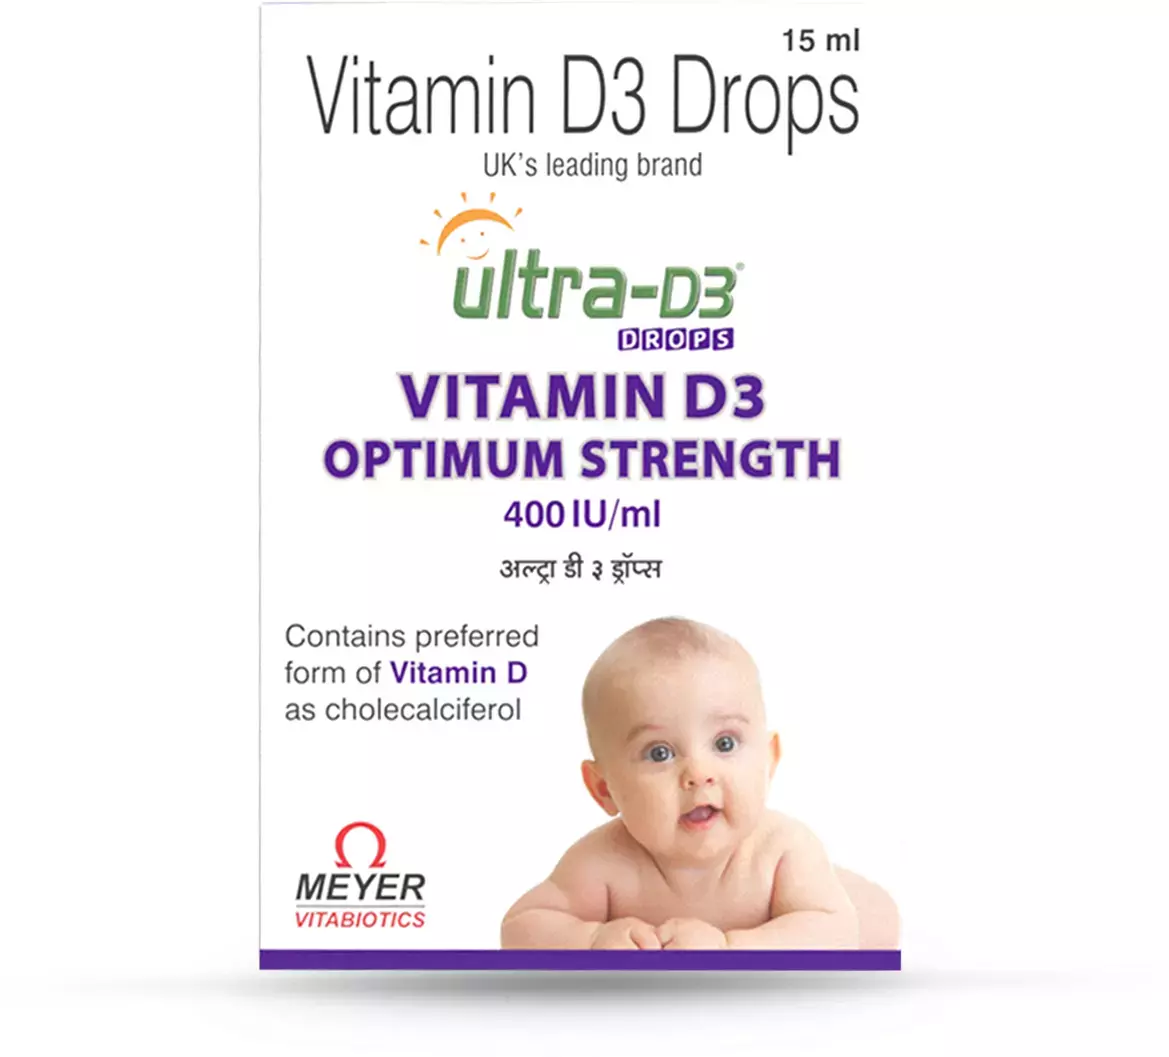 15 ml
Vitamin D3 Drops
UK's leading brand
ultra-D3®
DROPS
VITAMIN D3
OPTIMUM STRENGTH
400 IU/ml
अल्ट्रा डी ३ ड्रॉप्स
Contains preferred
form of Vitamin D
as cholecalciferol
MEYER
VITABIOTICS